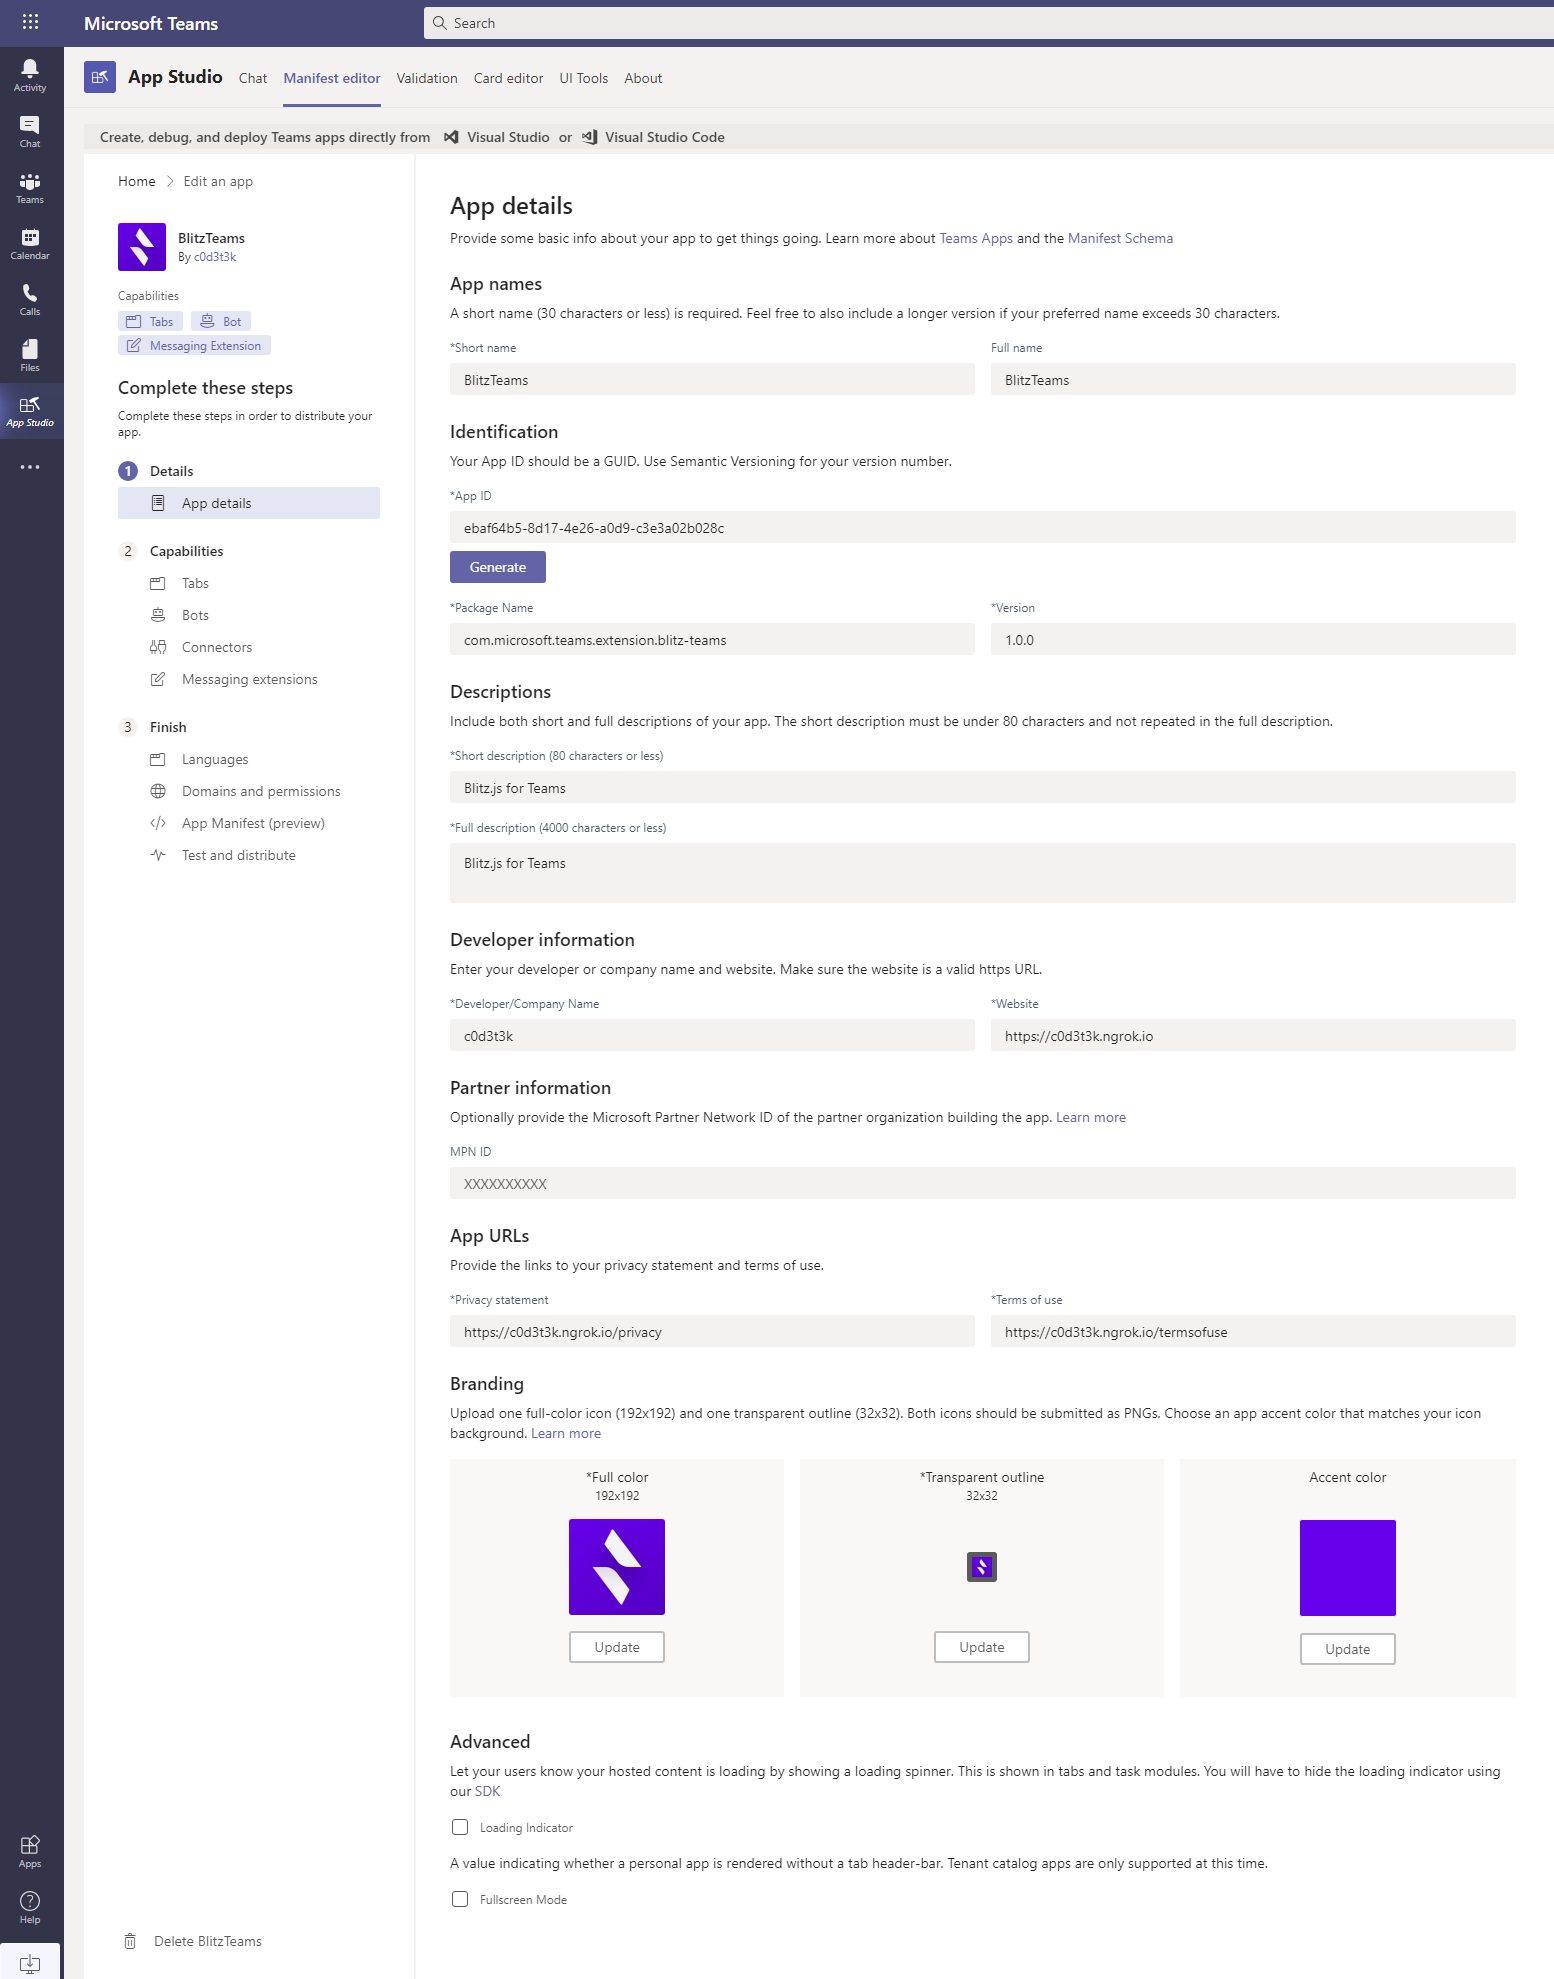 Microsoft Teams
Search
Activity
Chat
Teams
Calendar
Calls
Files
App Studio
Apps
Help
App Studio
Chat
Manifest editor
Validation
Card editor
UI Tools
About
Create, debug, and deploy Teams apps directly from Visual Studio or Visual Studio Code
Home
Edit an app
BlitzTeams
By c0d3t3k
Capabilities
Tabs
Bot
Messaging Extension
Complete these steps
Complete these steps in order to distribute your
app.
1 Details
App details
2 Capabilities
Tabs
Bots
Connectors
Messaging extensions
3 Finish
Languages
Domains and permissions
App Manifest (preview)
Test and distribute
Delete BlitzTeams
App details
Provide some basic info about your app to get things going. Learn more about Teams Apps and the Manifest Schema
App names
A short name (30 characters or less) is required. Feel free to also include a longer version if your preferred name exceeds 30 characters.
*Short name
BlitzTeams
Full name
BlitzTeams
Identification
Your App ID should be a GUID. Use Semantic Versioning for your version number.
*App ID
ebaf64b5-8d17-4e26-a0d9-c3e3a02b028c
Generate
*Package Name
com.microsoft.teams.extension.blitz-teams
*Version
1.0.0
Descriptions
Include both short and full descriptions of your app. The short description must be under 80 characters and not repeated in the full description.
*Short description (80 characters or less)
Blitz.js for Teams
*Full description (4000 characters or less)
Blitz.js for Teams
Developer information
Enter your developer or company name and website. Make sure the website is a valid https URL.
*Developer/Company Name
c0d3t3k
*Website
https://c0d3t3k.ngrok.io
Partner information
Optionally provide the Microsoft Partner Network ID of the partner organization building the app. Learn more
MPN ID
XXXXXXXXXX
App URLs
Provide the links to your privacy statement and terms of use.
*Privacy statement
https://c0d3t3k.ngrok.io/privacy
*Terms of use
https://c0d3t3k.ngrok.io/termsofuse
Branding
Upload one full-color icon (192x192) and one transparent outline (32x32). Both icons should be submitted as PNGs. Choose an app accent color that matches your icon
background. Learn more
*Full color
192x192
Update
*Transparent outline
32x32
Update
Accent color
Update
Advanced
Let your users know your hosted content is loading by showing a loading spinner. This is shown in tabs and task modules. You will have to hide the loading indicator using
our SDK
Loading Indicator
A value indicating whether a personal app is rendered without a tab header-bar. Tenant catalog apps are only supported at this time.
Fullscreen Mode